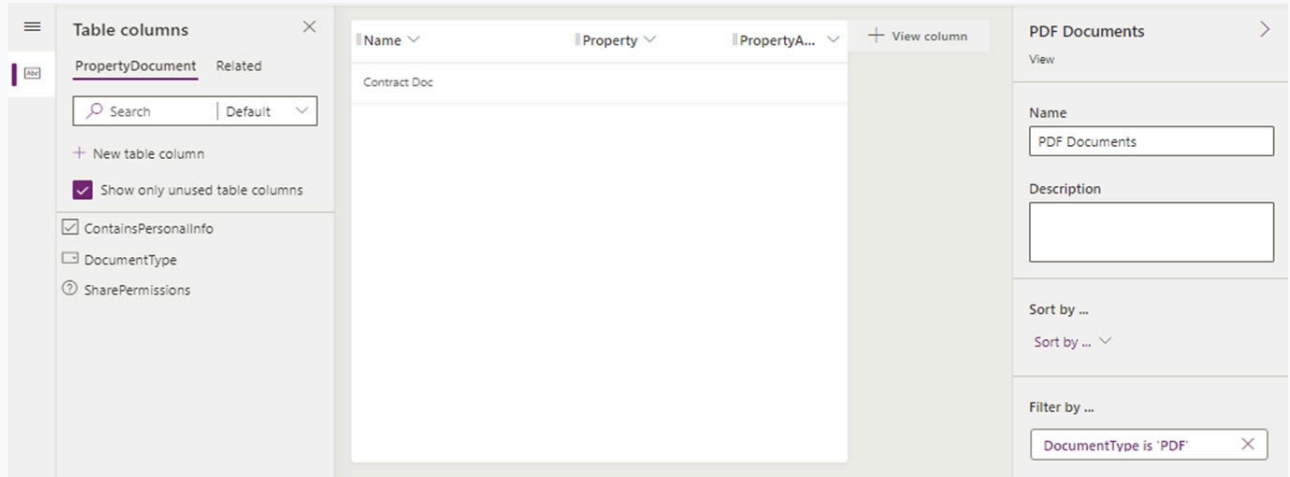 Table columns
PropertyDocument Related
Search Default
New table column
Show only unused table columns
ContainsPersonalInfo
DocumentType
SharePermissions
Abc
Name Property PropertyA... + View column
Contract Doc
PDF Documents
View
Name
PDF Documents
Description
Sort by ...
Sort by ...
Filter by ...
DocumentType is 'PDF'